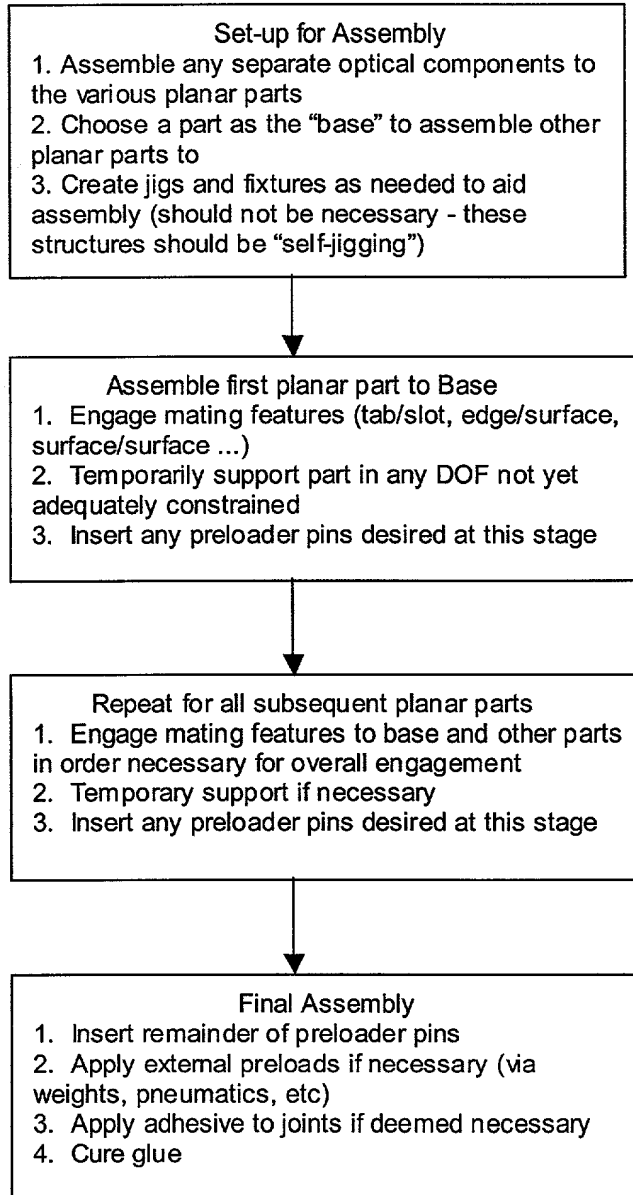 Set-up for Assembly
1. Assemble any separate optical components to
the various planar parts
2. Choose a part as the “base” to assemble other
planar parts to
3. Create jigs and fixtures as needed to aid
assembly (should not be necessary - these
structures should be “self-jigging”)
Assemble first planar part to Base
1. Engage mating features (tab/slot, edge/surface,
surface/surface ...)
2. Temporarily support part in any DOF not yet
adequately constrained
3. Insert any preloader pins desired at this stage
Repeat for all subsequent planar parts
1. Engage mating features to base and other parts
in order necessary for overall engagement
2. Temporary support if necessary
3. Insert any preloader pins desired at this stage
Final Assembly
1. Insert remainder of preloader pins
2. Apply external preloads if necessary (via
weights, pneumatics, etc)
3. Apply adhesive to joints if deemed necessary
4. Cure glue